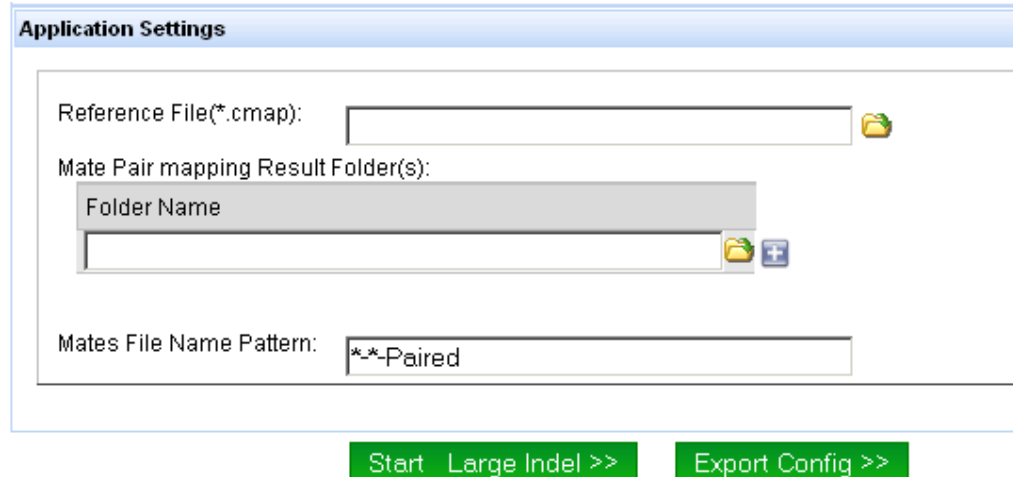 Application Settings
Reference File(*.cmap):
Mate Pair mapping Result Folder(s):
Folder Name
Mates File Name Pattern: *-*-Paired
Start Large Indel >> Export Config >>